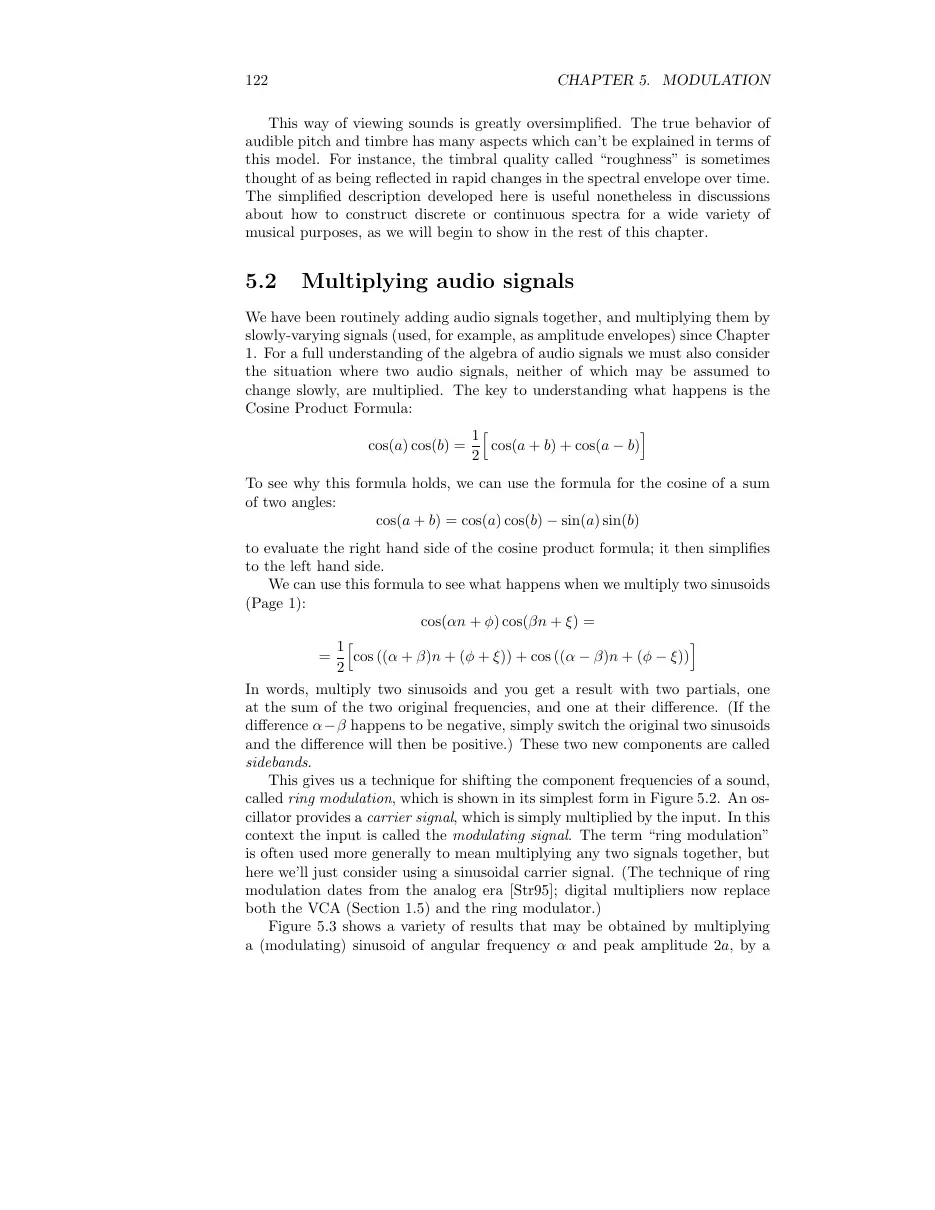 122 CHAPTER 5. MODULATION
This way of viewing sounds is greatly oversimplified. The true behavior of
audible pitch and timbre has many aspects which can't be explained in terms of
this model. For instance, the timbral quality called “roughness” is sometimes
thought of as being reflected in rapid changes in the spectral envelope over time.
The simplified description developed here is useful nonetheless in discussions
about how to construct discrete or continuous spectra for a wide variety of
musical purposes, as we will begin to show in the rest of this chapter.
5.2 Multiplying audio signals
We have been routinely adding audio signals together, and multiplying them by
slowly-varying signals (used, for example, as amplitude envelopes) since Chapter
1. For a full understanding of the algebra of audio signals we must also consider
the situation where two audio signals, neither of which may be assumed to
change slowly, are multiplied. The key to understanding what happens is the
Cosine Product Formula:
cos(a) cos(b) = 1/2 [ cos(a + b) + cos(a − b) ]
To see why this formula holds, we can use the formula for the cosine of a sum
of two angles:
cos(a + b) = cos(a) cos(b) − sin(a) sin(b)
to evaluate the right hand side of the cosine product formula; it then simplifies
to the left hand side.
We can use this formula to see what happens when we multiply two sinusoids
(Page 1):
cos(αn + φ) cos(βn + ξ) =
= 1/2 [ cos ((α + β)n + (φ + ξ)) + cos ((α − β)n + (φ − ξ)) ]
In words, multiply two sinusoids and you get a result with two partials, one
at the sum of the two original frequencies, and one at their difference. (If the
difference α−β happens to be negative, simply switch the original two sinusoids
and the difference will then be positive.) These two new components are called
sidebands.
This gives us a technique for shifting the component frequencies of a sound,
called ring modulation, which is shown in its simplest form in Figure 5.2. An os-
cillator provides a carrier signal, which is simply multiplied by the input. In this
context the input is called the modulating signal. The term “ring modulation”
is often used more generally to mean multiplying any two signals together, but
here we'll just consider using a sinusoidal carrier signal. (The technique of ring
modulation dates from the analog era [Str95]; digital multipliers now replace
both the VCA (Section 1.5) and the ring modulator.)
Figure 5.3 shows a variety of results that may be obtained by multiplying
a (modulating) sinusoid of angular frequency α and peak amplitude 2a, by a